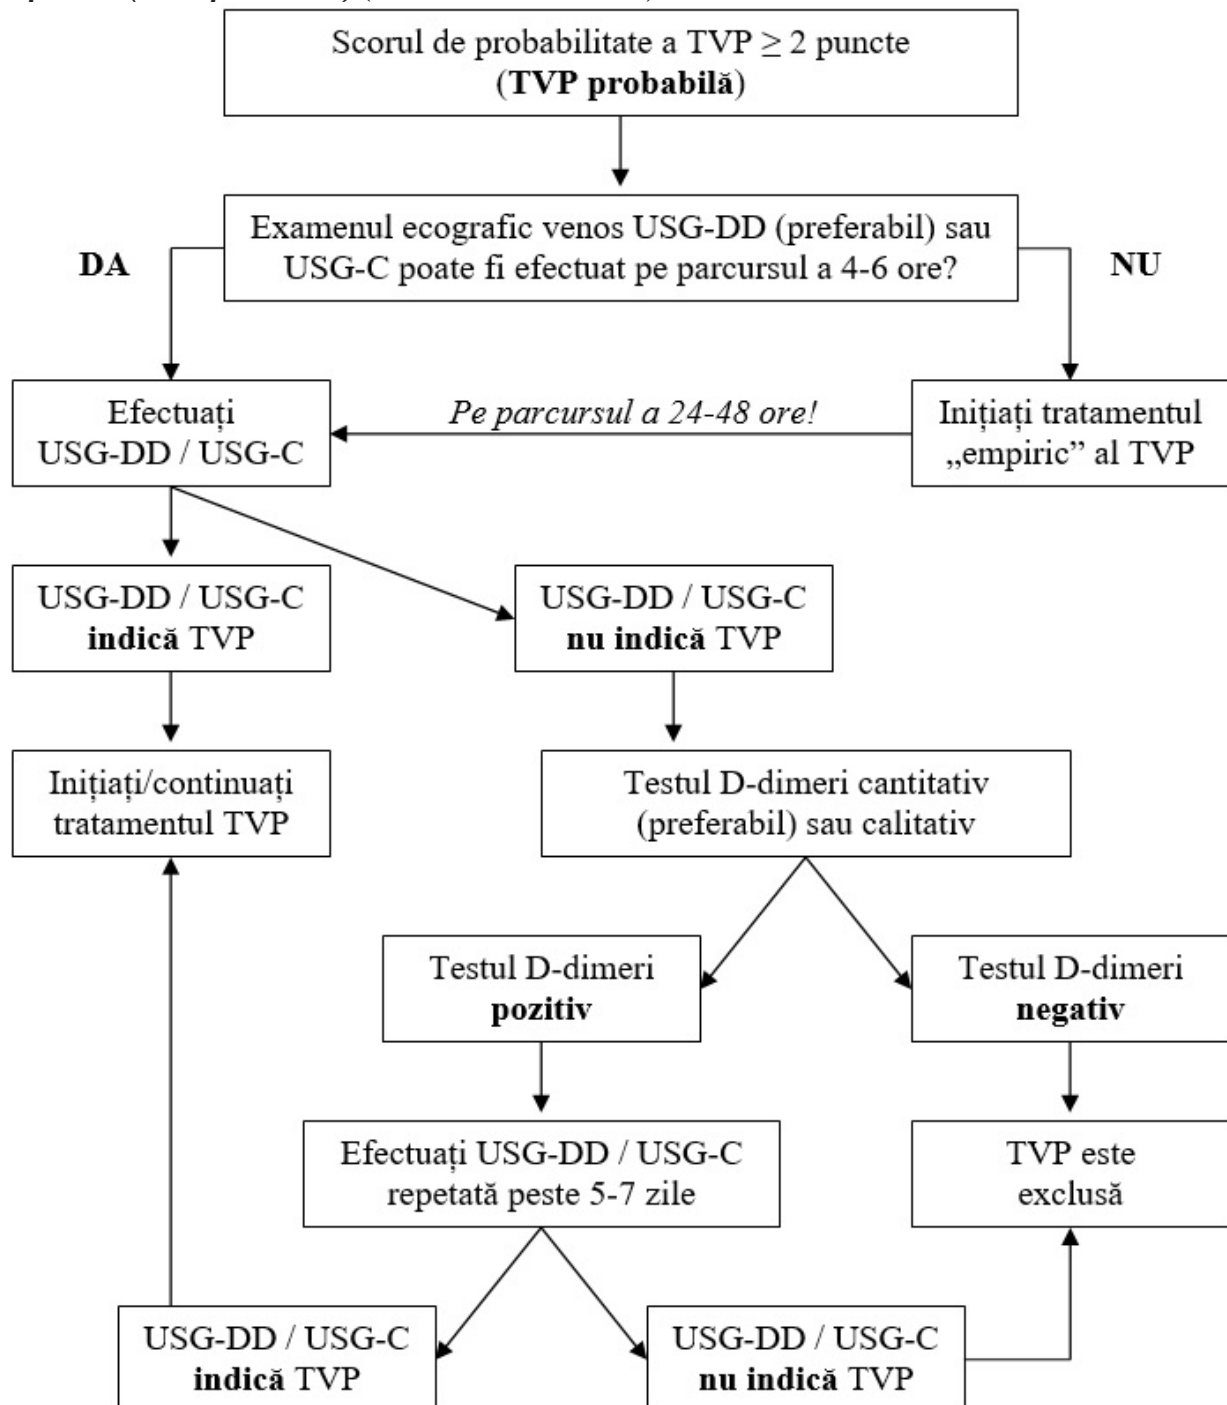 Scorul de probabilitate a TVP ≥ 2 puncte
(TVP probabilă)
Examenul ecografic venos USG-DD (preferabil) sau
USG-C poate fi efectuat pe parcursul a 4-6 ore?
DA
NU
Efectuați
USG-DD / USG-C
Pe parcursul a 24-48 ore!
Inițiați tratamentul
„empiric” al TVP
USG-DD / USG-C
indică TVP
USG-DD / USG-C
nu indică TVP
Inițiați/continuați
tratamentul TVP
Testul D-dimeri cantitativ
(preferabil) sau calitativ
Testul D-dimeri
pozitiv
Testul D-dimeri
negativ
Efectuați USG-DD / USG-C
repetată peste 5-7 zile
TVP este
exclusă
USG-DD / USG-C
indică TVP
USG-DD / USG-C
nu indică TVP